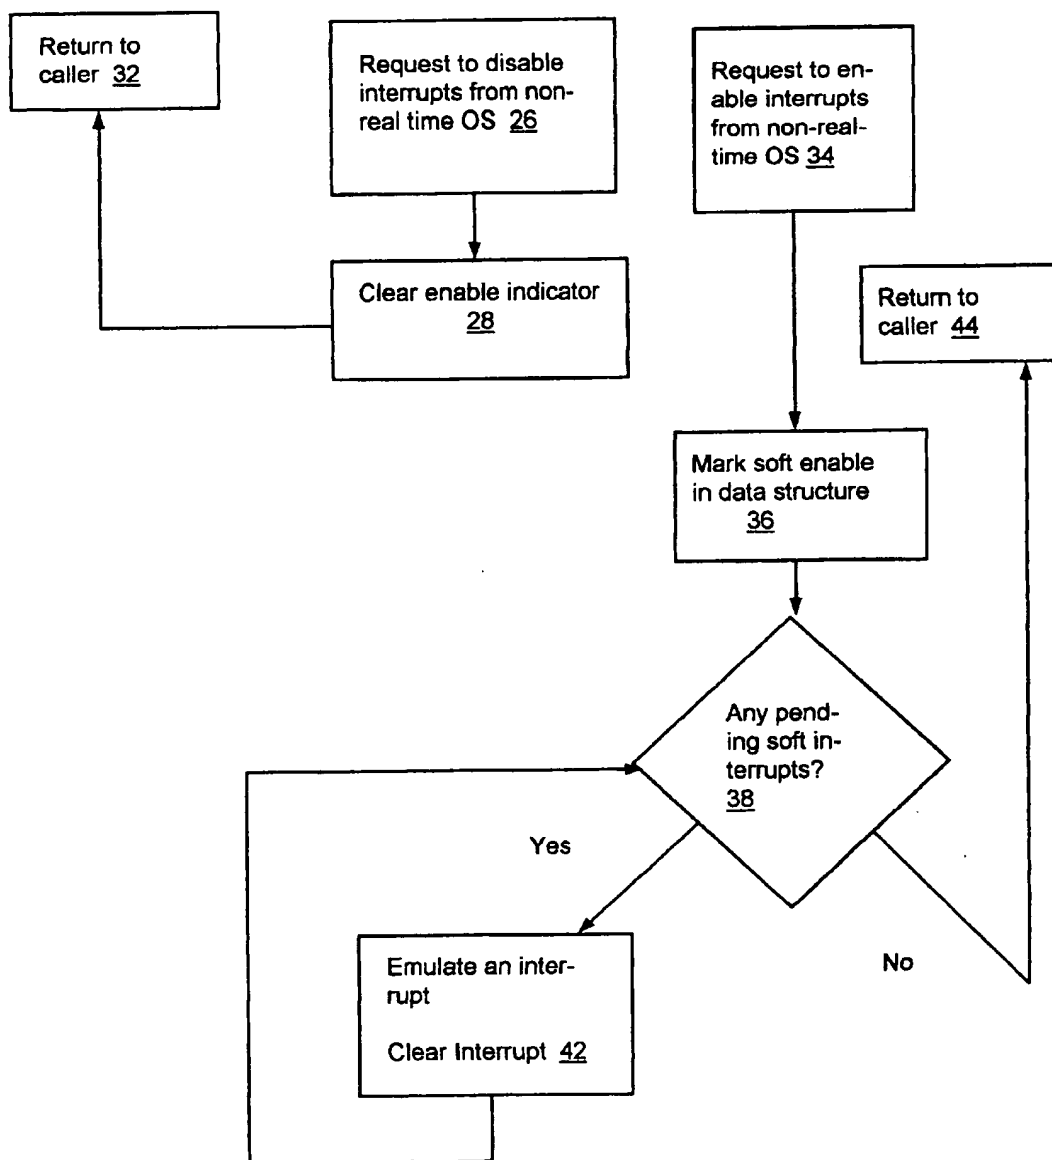 Return to
caller 32
Request to disable
interrupts from non-
real time OS 26
Request to en-
able interrupts
from non-real-
time OS 34
Clear enable indicator
28
Return to
caller 44
Mark soft enable
in data structure
36
Any pend-
ing soft in-
terrupts?
38
Yes
No
Emulate an inter-
rupt
Clear Interrupt 42